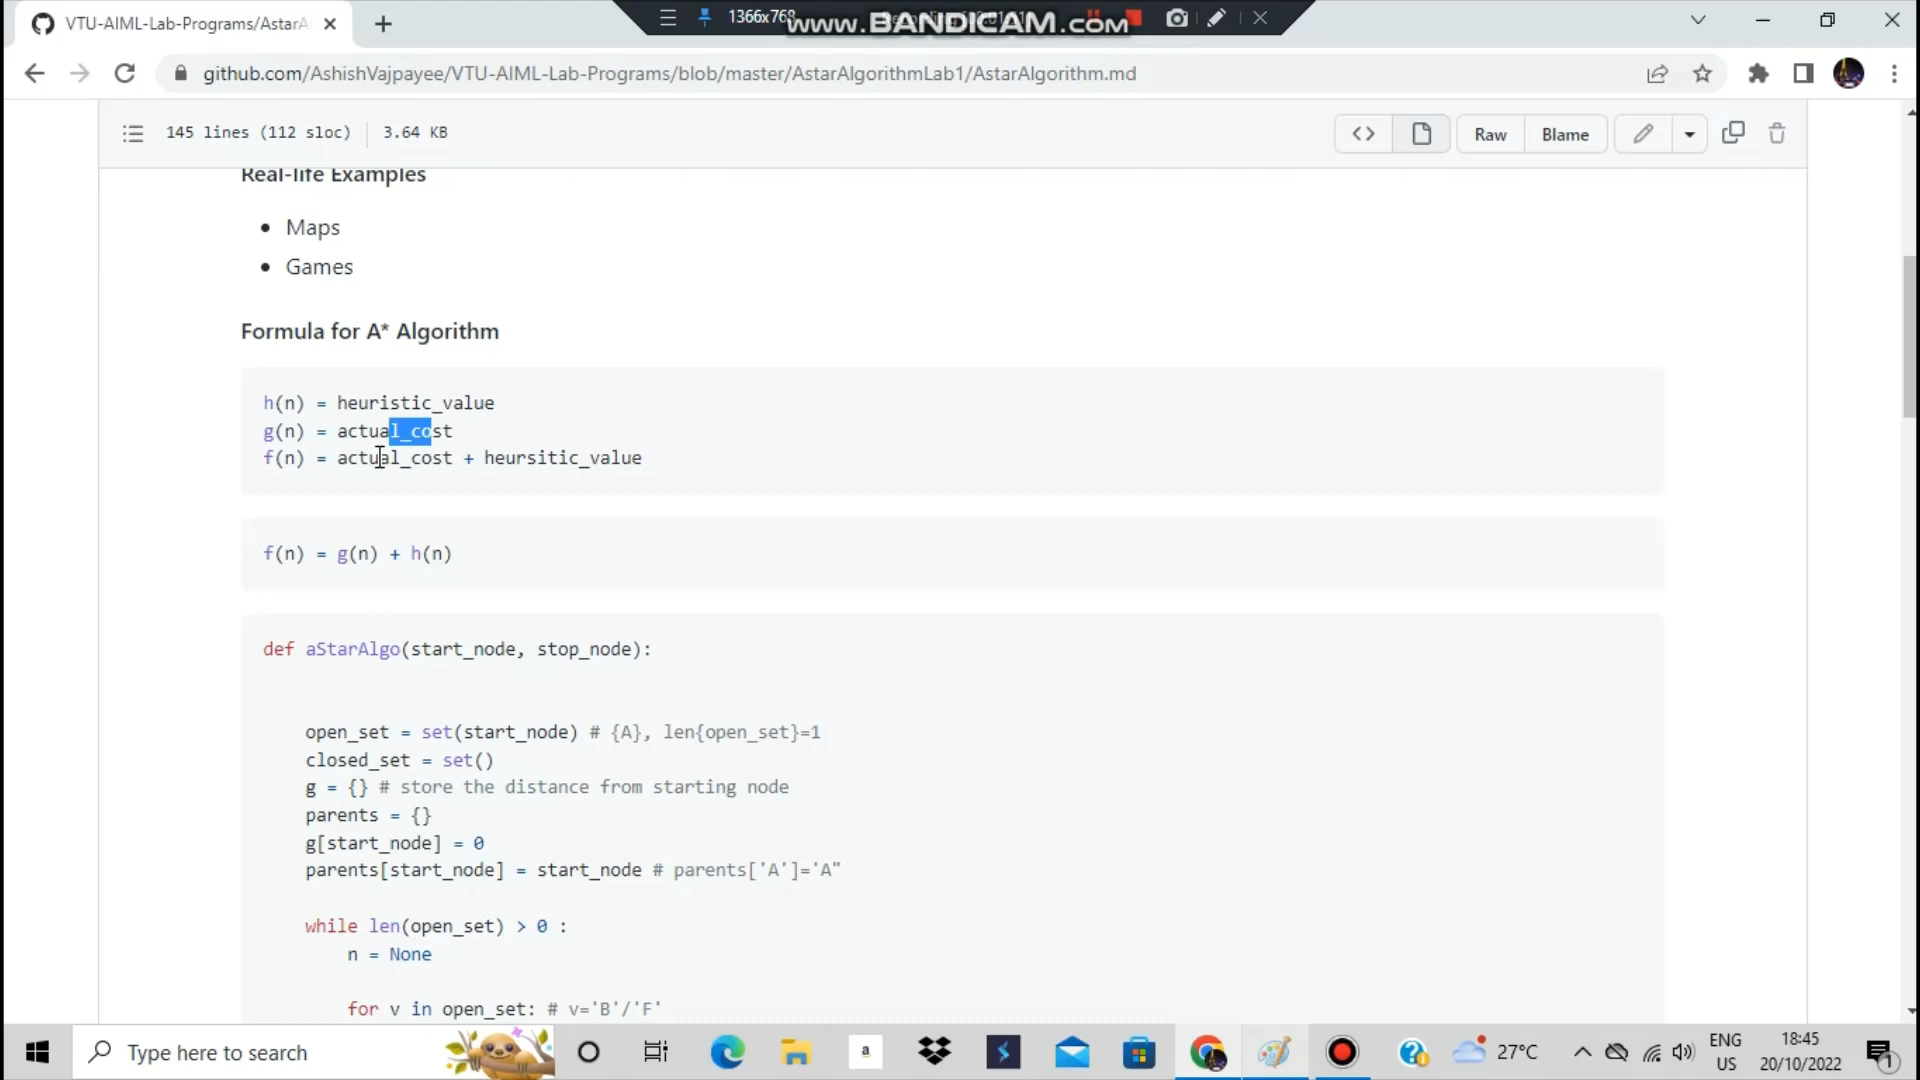 VTU-AIML-Lab-Programs/AstarA
1366x768
www.BANDICAM.com
github.com/AshishVajpayee/VTU-AIML-Lab-Programs/blob/master/AstarAlgorithmLab1/AstarAlgorithm.md
145 lines (112 sloc) 3.64 KB
Raw Blame
Real-life Examples
Maps
Games
Formula for A* Algorithm
h(n) = heuristic_value
g(n) = actual_cost
f(n) = actual_cost + heursitic_value
f(n) = g(n) + h(n)
def aStarAlgo(start_node, stop_node):
open_set = set(start_node) # {A}, len{open_set}=1
closed_set = set()
g = {} # store the distance from starting node
parents = {}
g[start_node] = 0
parents[start_node] = start_node # parents['A']='A"
while len(open_set) > 0 :
n = None
for v in open_set: # v='B'/'F'
Type here to search
a
27°C
ENG
US
18:45
20/10/2022
1